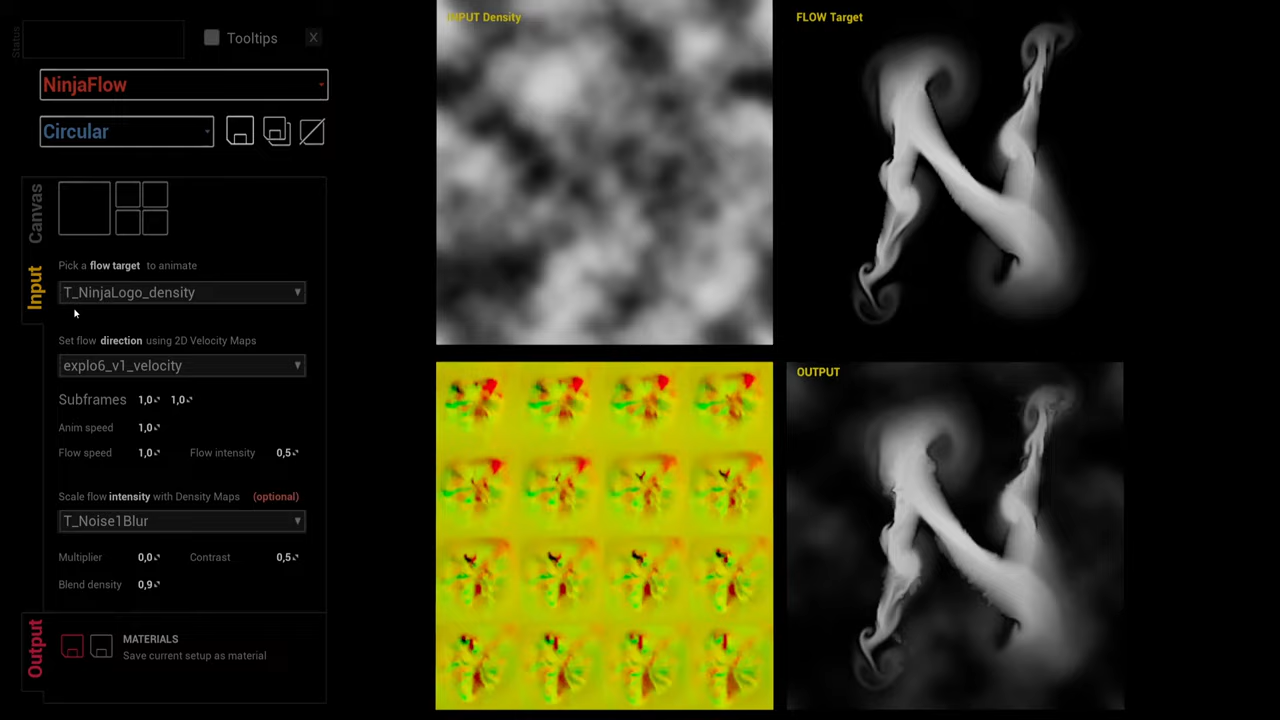 Status
Tooltips
X
NinjaFlow
Circular
Canvas
Input
Pick a flow target to animate
T_NinjaLogo_density
Set flow direction using 2D Velocity Maps
explo6_v1_velocity
Subframes 1,0 1,0
Anim speed 1,0
Flow speed 1,0 Flow intensity 0,5
Scale flow intensity with Density Maps (optional)
T_Noise1Blur
Multiplier 0,0 Contrast 0,5
Blend density 0,9
Output
MATERIALS
Save current setup as material
INPUT Density
FLOW Target
OUTPUT